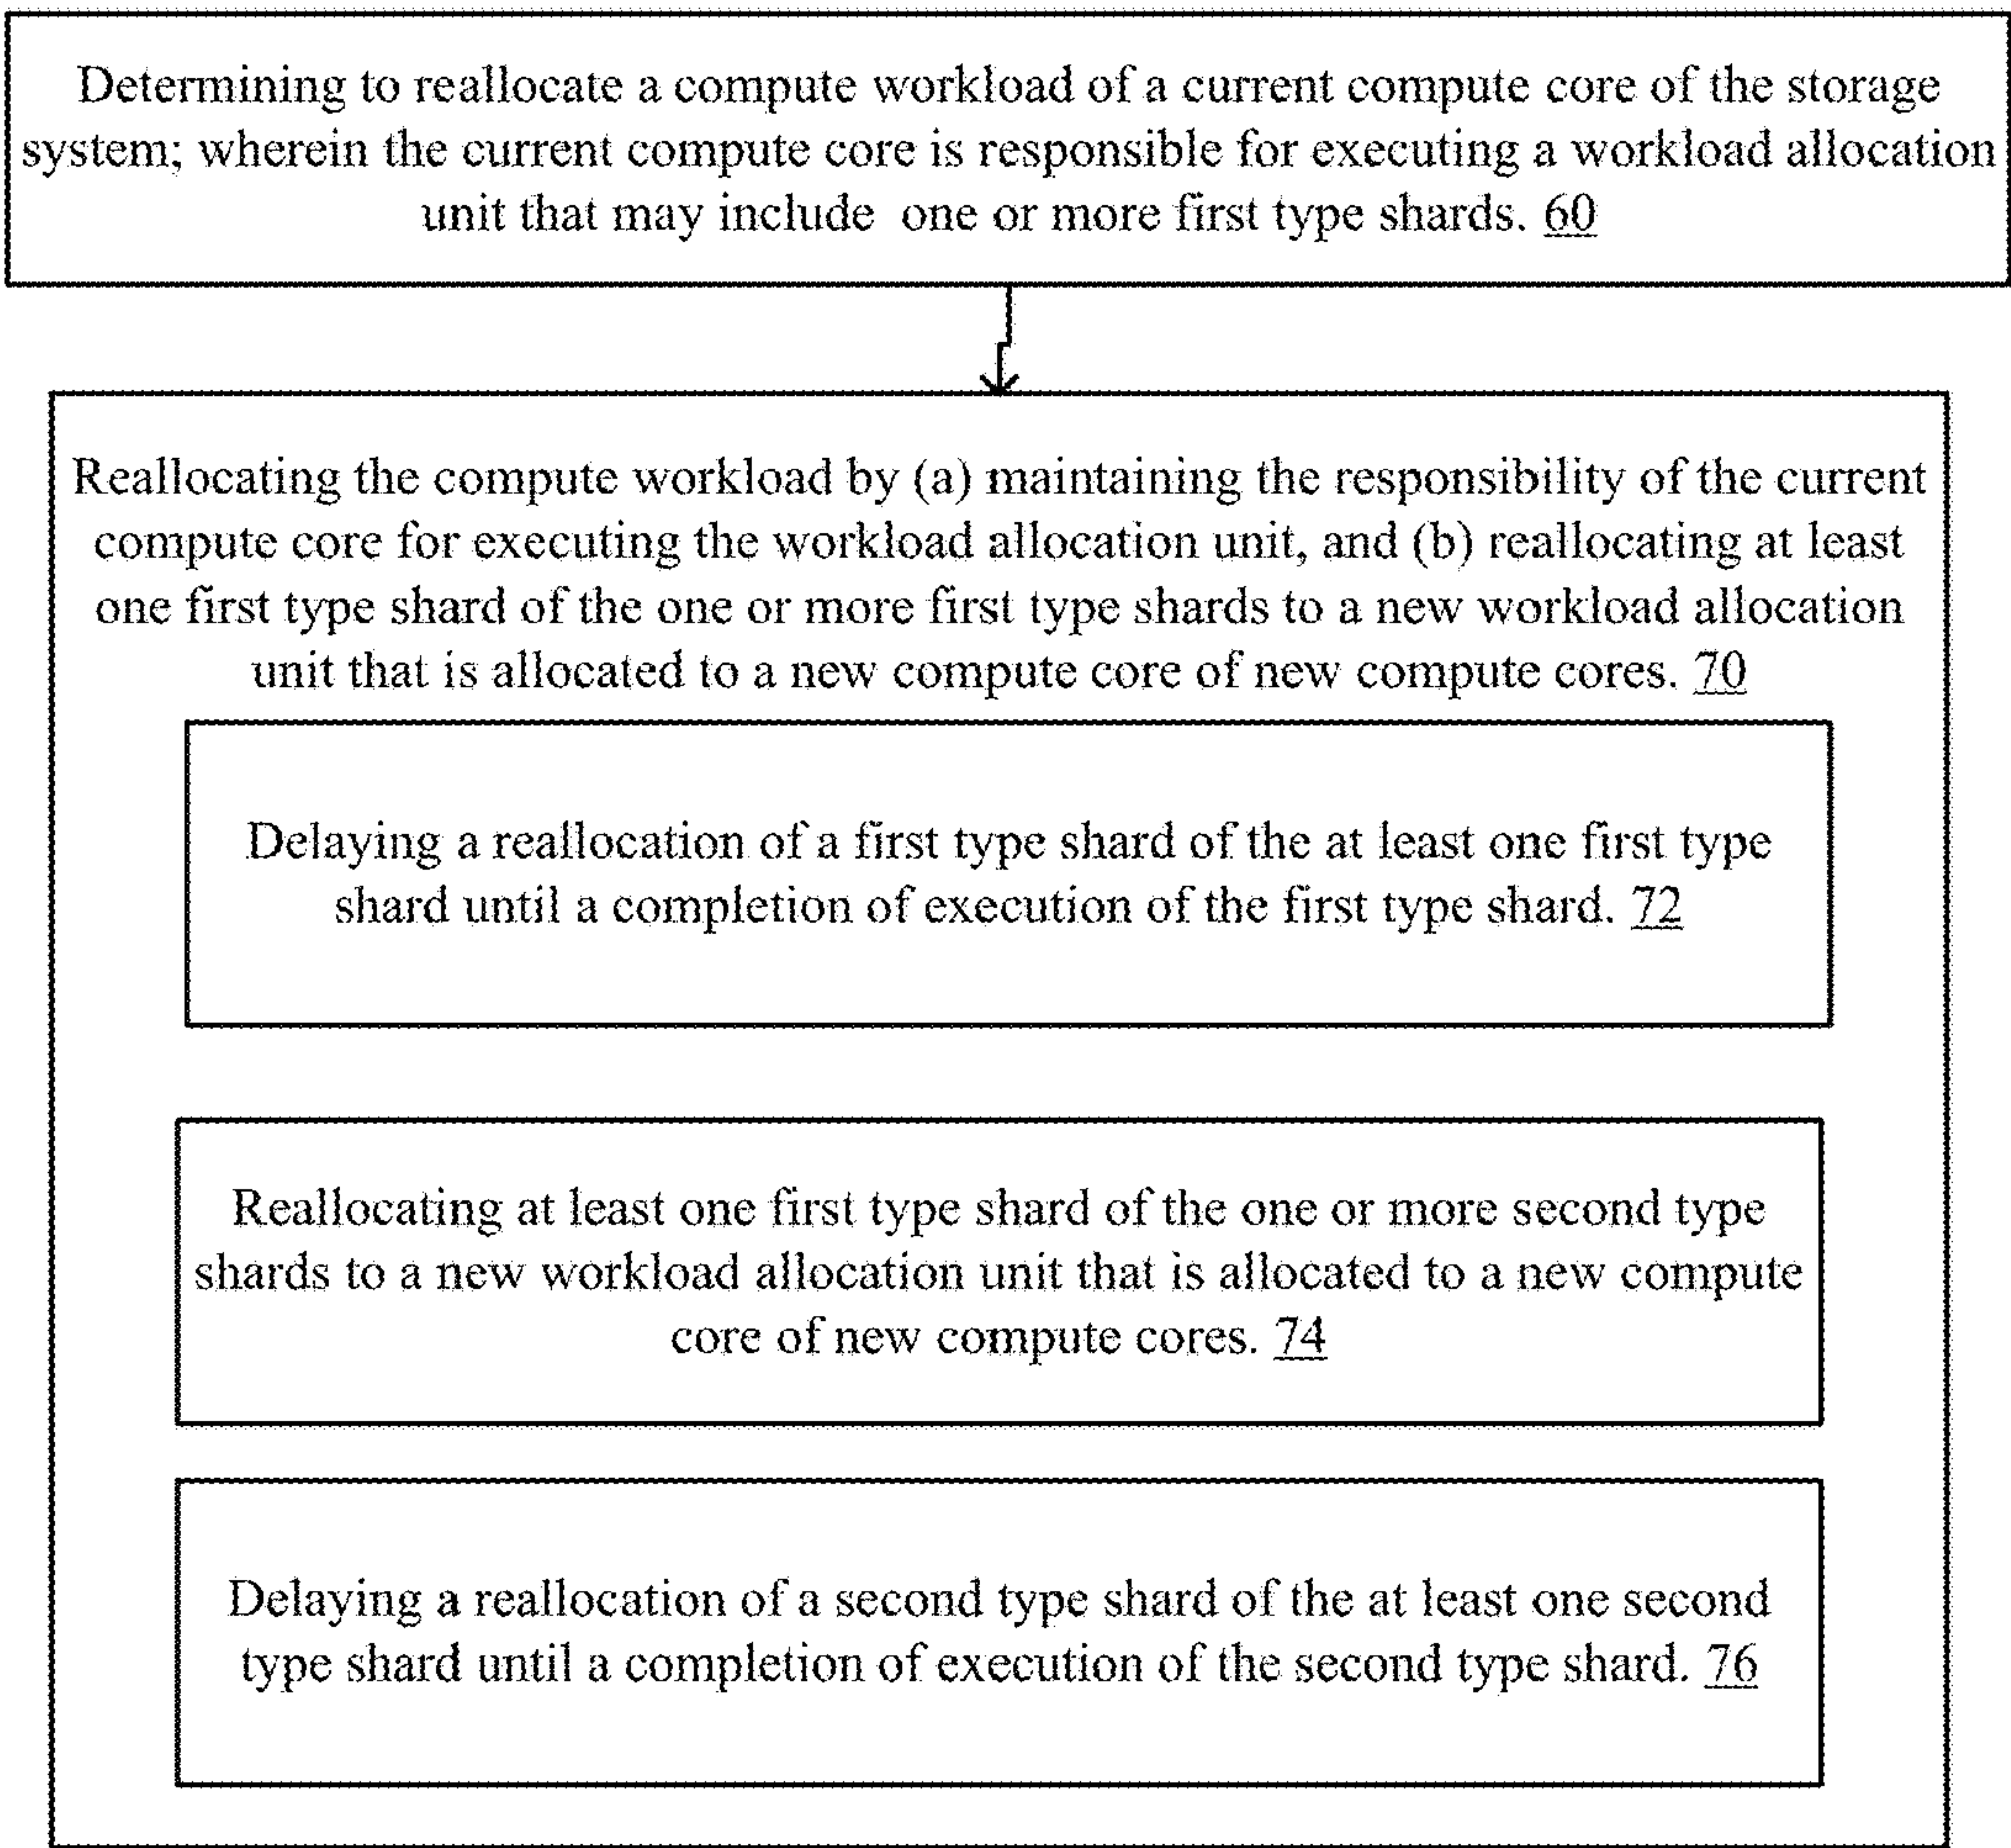 Determining to reallocate a compute workload of a current compute core of the storage
system; wherein the current compute core is responsible for executing a workload allocation
unit that may include one or more first type shards. 60
Reallocating the compute workload by (a) maintaining the responsibility of the current
compute core for executing the workload allocation unit, and (b) reallocating at least
one first type shard of the one or more first type shards to a new workload allocation
unit that is allocated to a new compute core of new compute cores. 70
Delaying a reallocation of a first type shard of the at least one first type
shard until a completion of execution of the first type shard. 72
Reallocating at least one first type shard of the one or more second type
shards to a new workload allocation unit that is allocated to a new compute
core of new compute cores. 74
Delaying a reallocation of a second type shard of the at least one second
type shard until a completion of execution of the second type shard. 76